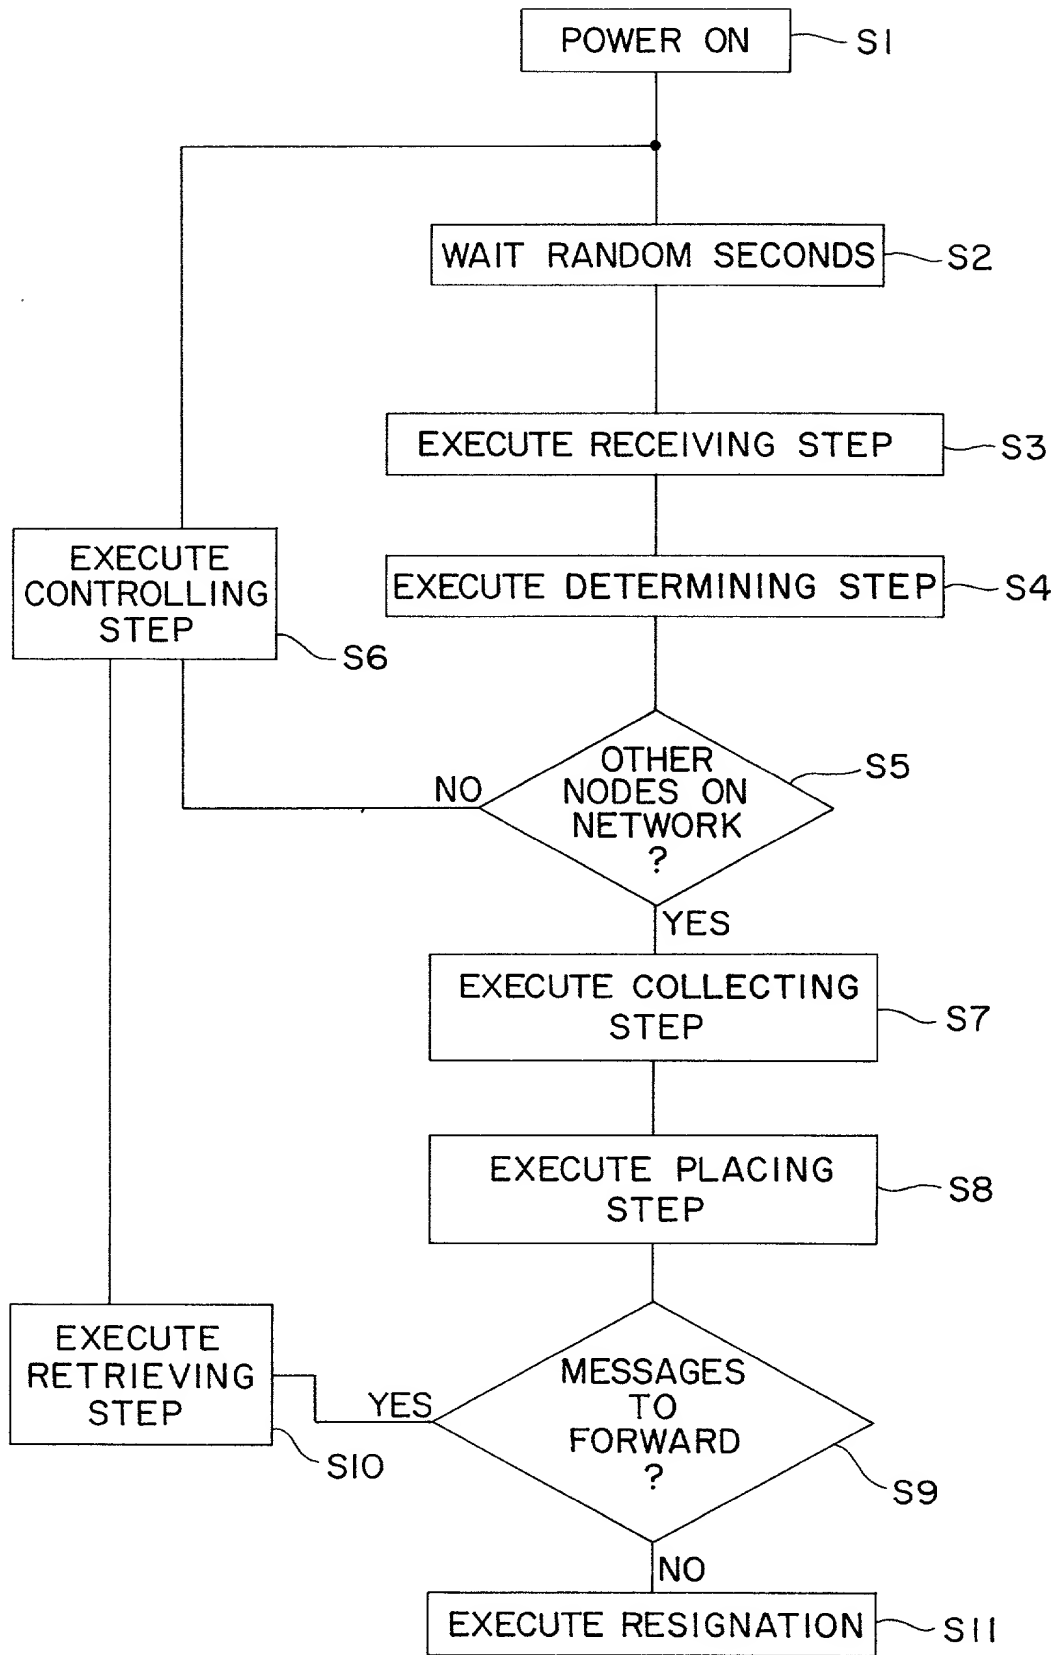 POWER ON
S1
WAIT RANDOM SECONDS
S2
EXECUTE RECEIVING STEP
S3
EXECUTE DETERMINING STEP
S4
EXECUTE
CONTROLLING
STEP
S6
OTHER
NODES ON
NETWORK
?
S5
NO
YES
EXECUTE COLLECTING
STEP
S7
EXECUTE PLACING
STEP
S8
EXECUTE
RETRIEVING
STEP
S10
YES
MESSAGES
TO
FORWARD
?
S9
NO
EXECUTE RESIGNATION
S11